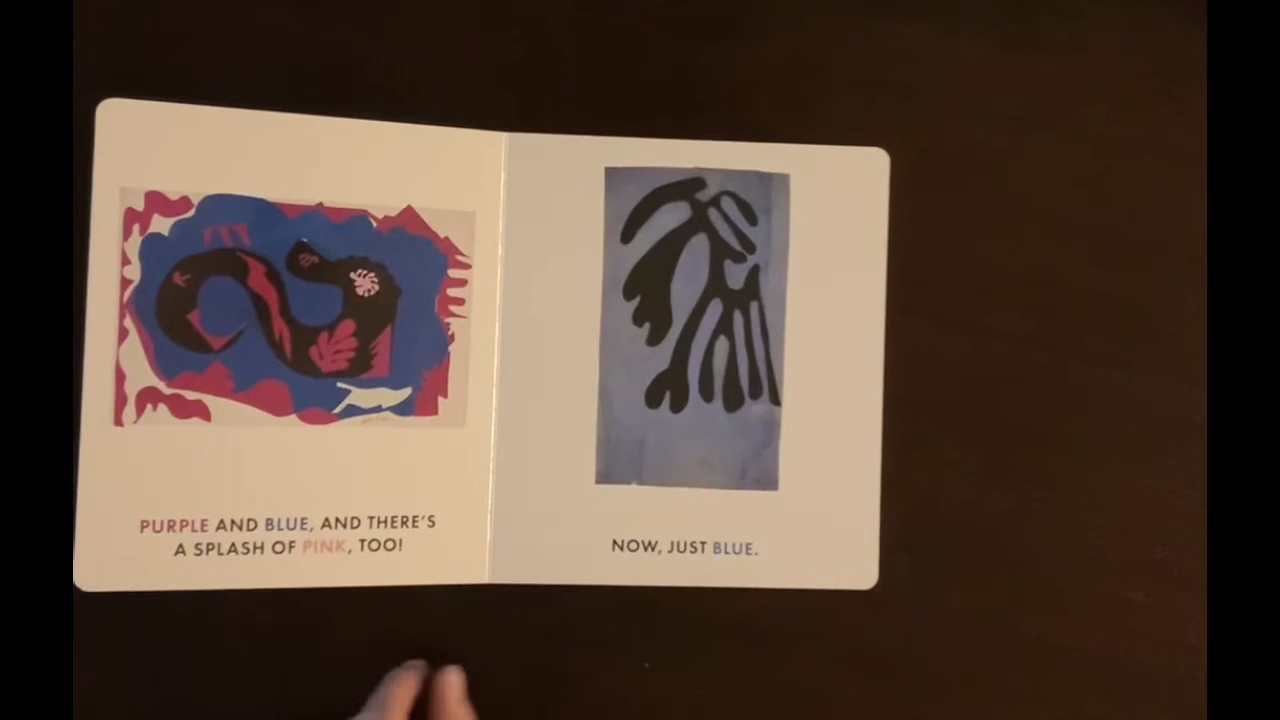 PURPLE AND BLUE, AND THERE'S
A SPLASH OF PINK, TOO!
NOW, JUST BLUE.